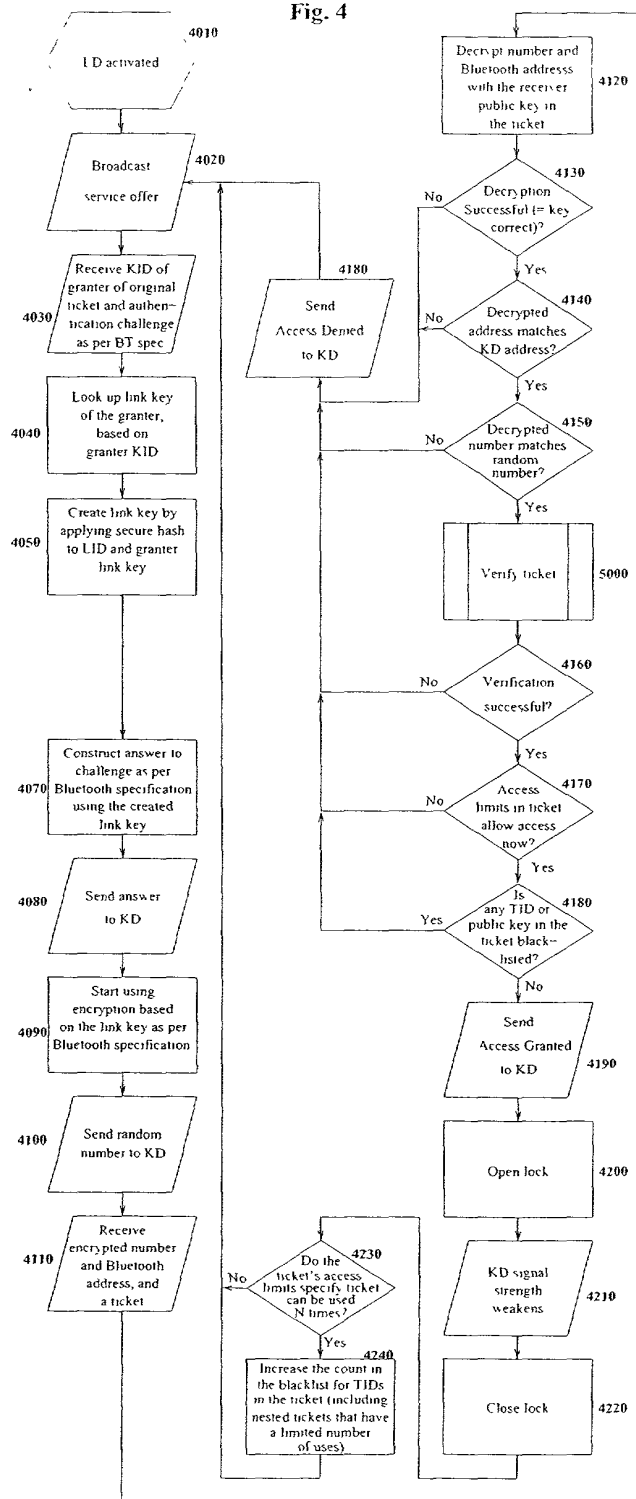 Fig. 4
4010
LD activated
4020
Broadcast
service offer
Receive KID of
granter of original
ticket and authen-
tication challenge
as per BT spec
4030
Look up link key
of the granter,
based on
granter KID
4040
Create link key by
applying secure hash
to LID and granter
link key
4050
Construct answer to
challenge as per
Bluetooth specification
using the created
link key
4070
Send answer
to KD
4080
Start using
encryption based
on the link key as per
Bluetooth specification
4090
Send random
number to KD
4100
Receive
encrypted number
and Bluetooth
address, and
a ticket
4110
Decrypt number and
Bluetooth addresss
with the receiver
public key in
the ticket
4120
4130
Decryption
Successful (= key
correct)?
No
Yes
4140
Decrypted
address matches
KD address?
No
Yes
4150
Decrypted
number matches
random
number?
No
Yes
Verify ticket
5000
4160
Verification
successful?
No
Yes
4170
Access
limits in ticket
allow access
now?
No
Yes
4180
Is
any TID or
public key in the
ticket black-
listed?
Yes
No
4180
Send
Access Denied
to KD
Send
Access Granted
to KD
4190
Open lock
4200
KD signal
strength
weakens
4210
Close lock
4220
4230
Do the
ticket's access
limits specify ticket
can be used
N times?
No
Yes
4240
Increase the count in
the blacklist for TIDs
in the ticket (including
nested tickets that have
a limited number
of uses)